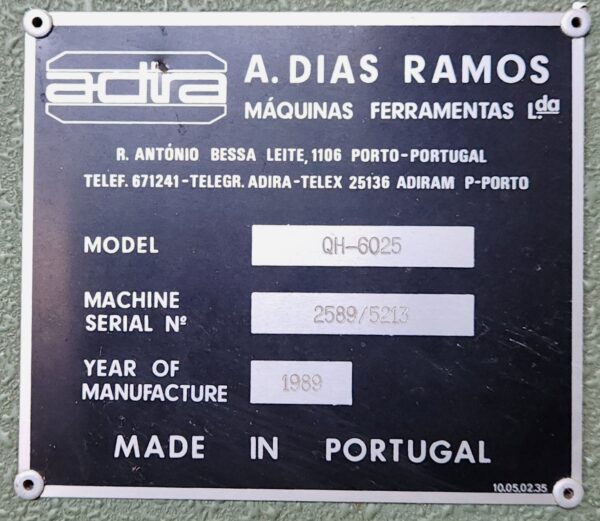 adira
A. DIAS RAMOS
MÁQUINAS FERRAMENTAS L.da
R. ANTÓNIO BESSA LEITE, 1106 PORTO-PORTUGAL
TELEF. 671241-TELEGR. ADIRA-TELEX 25136 ADIRAM P-PORTO
MODEL QH-6025
MACHINE
SERIAL Nº 2589/5213
YEAR OF
MANUFACTURE 1989
MADE IN PORTUGAL
10.05.02.35